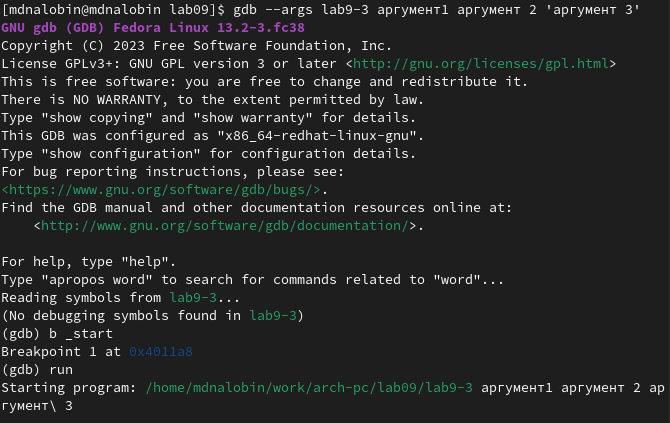 [mdnalobin@mdnalobin lab09]$ gdb --args lab9-3 аргумент1 аргумент 2 'аргумент 3'
GNU gdb (GDB) Fedora Linux 13.2-3.fc38
Copyright (C) 2023 Free Software Foundation, Inc.
License GPLv3+: GNU GPL version 3 or later <http://gnu.org/licenses/gpl.html>
This is free software: you are free to change and redistribute it.
There is NO WARRANTY, to the extent permitted by law.
Type "show copying" and "show warranty" for details.
This GDB was configured as "x86_64-redhat-linux-gnu".
Type "show configuration" for configuration details.
For bug reporting instructions, please see:
<https://www.gnu.org/software/gdb/bugs/>.
Find the GDB manual and other documentation resources online at:
    <http://www.gnu.org/software/gdb/documentation/>.

For help, type "help".
Type "apropos word" to search for commands related to "word"...
Reading symbols from lab9-3...
(No debugging symbols found in lab9-3)
(gdb) b _start
Breakpoint 1 at 0x4011a8
(gdb) run
Starting program: /home/mdnalobin/work/arch-pc/lab09/lab9-3 аргумент1 аргумент 2 ар
гумент\ 3